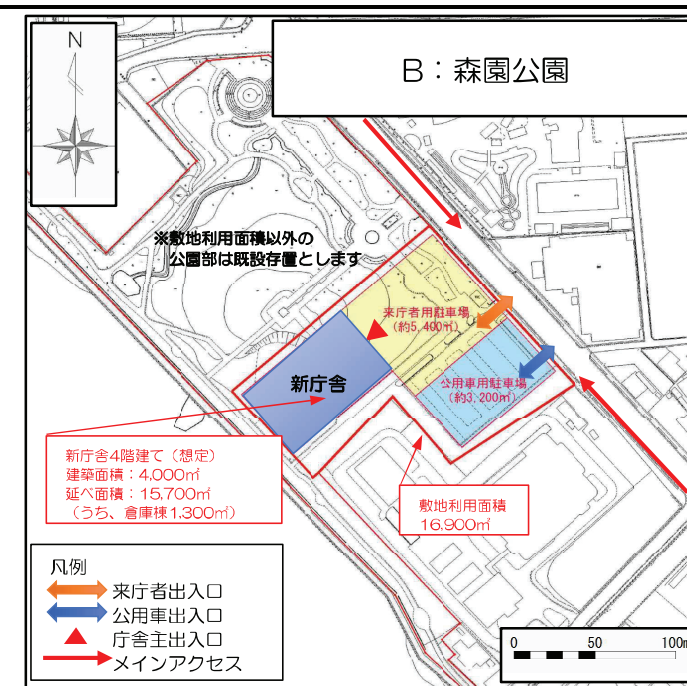 N
B:森園公園
※敷地利用面積以外の
公園部は既設存置とします
来庁者用駐車場
(約5,400㎡)
公用車用駐車場
(約3,200㎡)
新庁舎
新庁舎4階建て(想定)
建築面積:4,000㎡
延べ面積:15,700㎡
(うち、倉庫棟1,300㎡)
敷地利用面積
16,900㎡
凡例
来庁者出入口
公用車出入口
庁舎主出入口
メインアクセス
0 50 100m